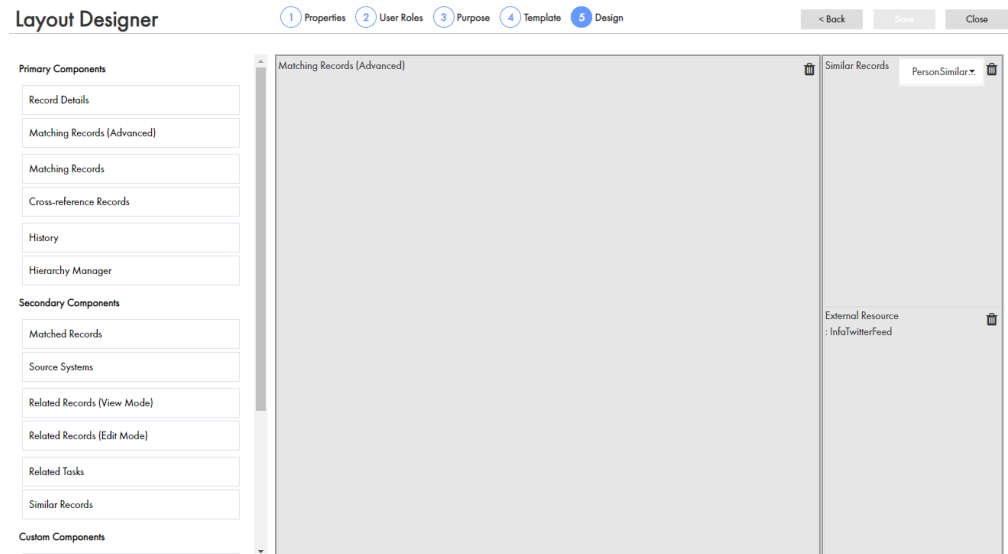 Layout Designer
1 Properties 2 User Roles 3 Purpose 4 Template 5 Design
< Back Save Close
Primary Components
Record Details
Matching Records (Advanced)
Matching Records
Cross-reference Records
History
Hierarchy Manager
Secondary Components
Matched Records
Source Systems
Related Records (View Mode)
Related Records (Edit Mode)
Related Tasks
Similar Records
Custom Components
Matching Records (Advanced)
Similar Records
PersonSimilar...
External Resource
: InfaTwitterFeed